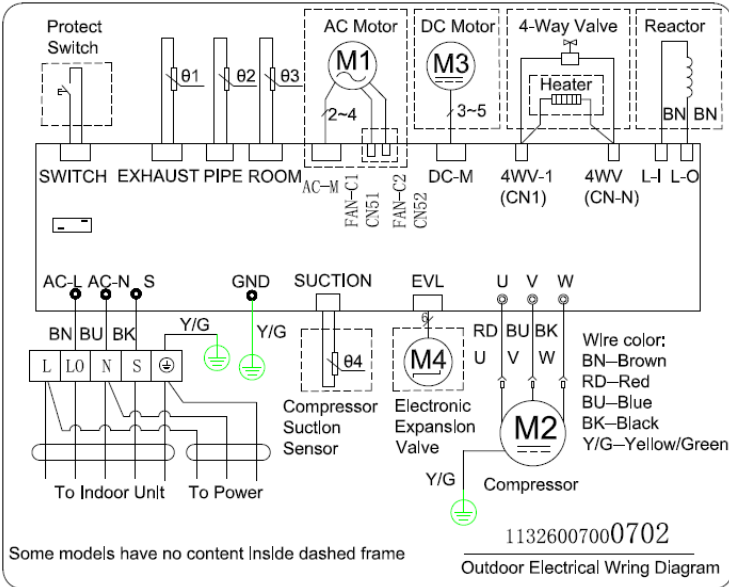 Protect Switch
AC Motor
DC Motor
4-Way Valve
Reactor
θ1
θ2
θ3
M1
M3
Heater
2~4
3~5
BN BN
SWITCH EXHAUST PIPE ROOM AC-M FAN-C1 CN51 FAN-C2 CN52 DC-M 4WV-1 (CN1) 4WV (CN-N) L-I L-O
AC-L AC-N S GND SUCTION EVL U V W
BN BU BK Y/G Y/G 6 RD BU BK
U V W
L LO N S
θ4
M4
M2
Wire color:
BN—Brown
RD—Red
BU—Blue
BK—Black
Y/G—Yellow/Green
Compressor
Suction
Sensor
Electronic
Expansion
Valve
Y/G
Compressor
To Indoor Unit
To Power
11326007000702
Some models have no content inside dashed frame
Outdoor Electrical Wiring Diagram